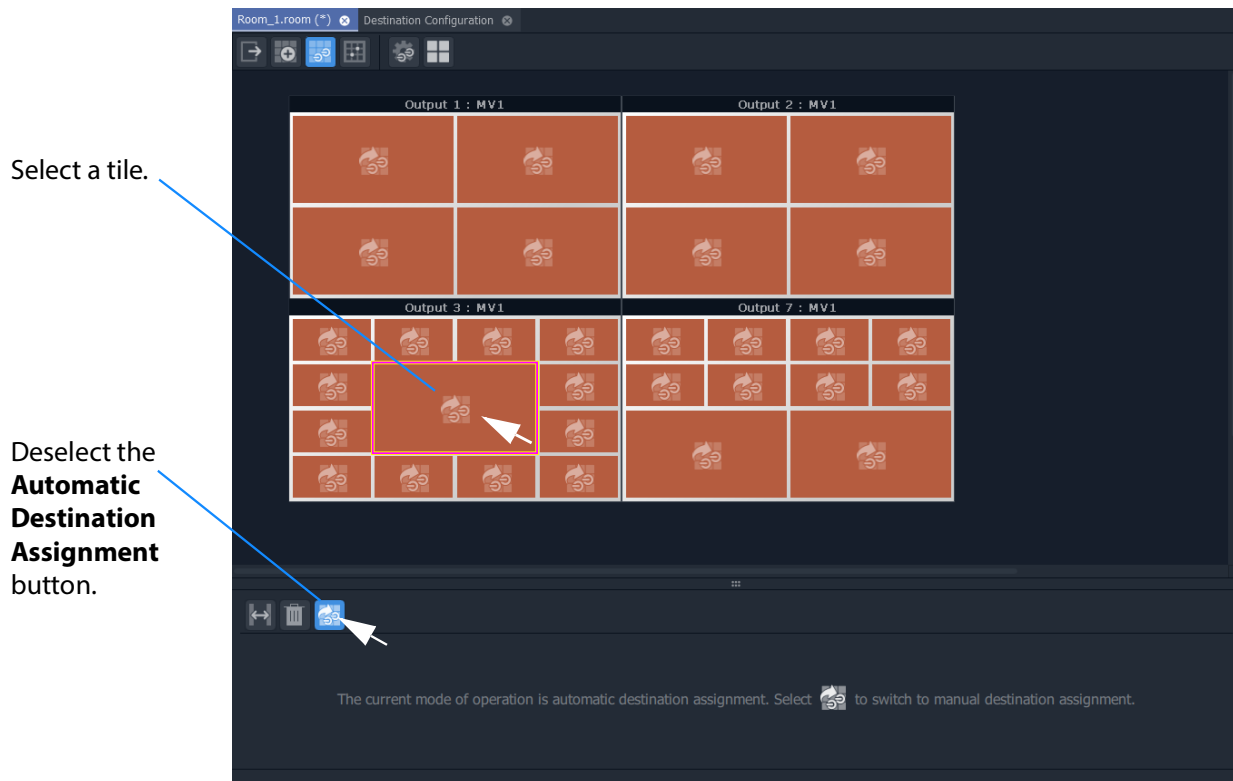 Room_1.room (*)
Destination Configuration
Output 1 : MV1
Output 2 : MV1
Select a tile.
Output 3 : MV1
Output 7 : MV1
Deselect the
Automatic
Destination
Assignment
button.
The current mode of operation is automatic destination assignment. Select to switch to manual destination assignment.